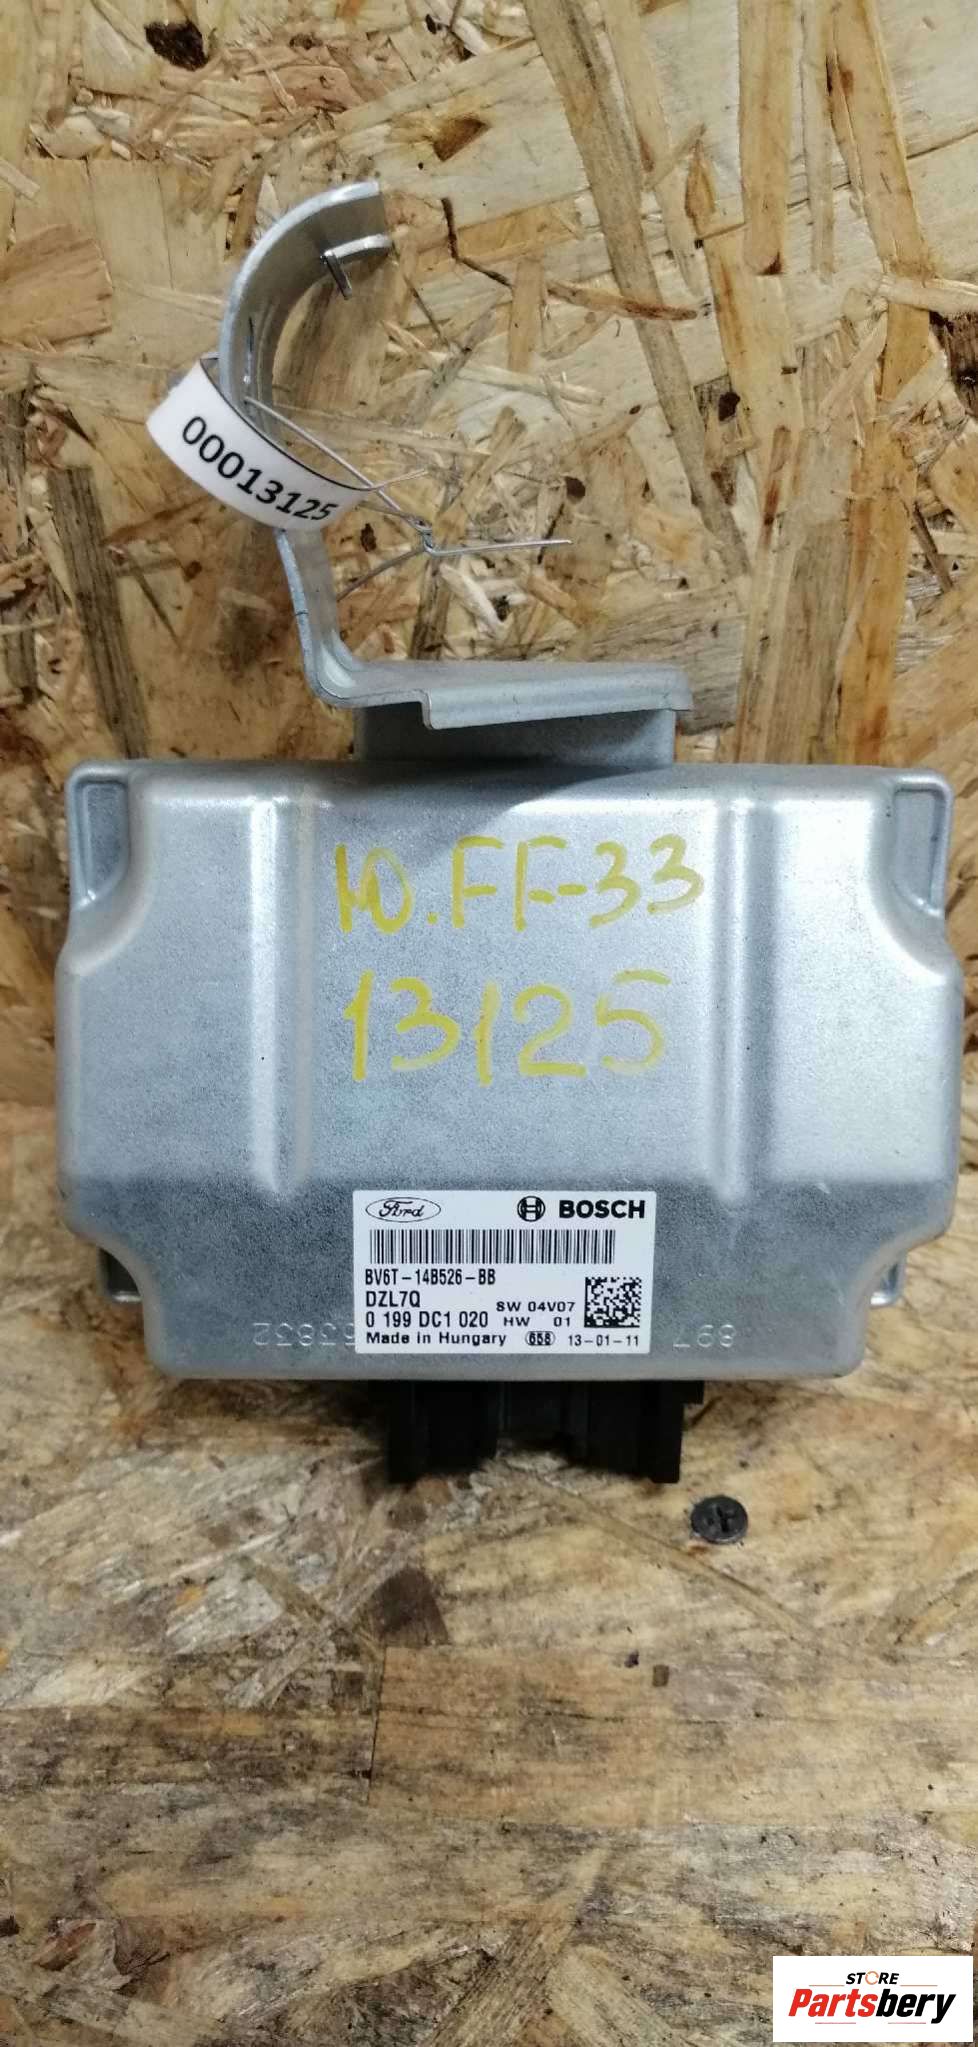 00013125
Ю.FF-33
13125
Ford BOSCH
BV6T-14B526-BB
DZL7Q
0 199 DC1 020 SW 04V07
HW 01
Made in Hungary 658 13-01-11
STORE
Partsbery